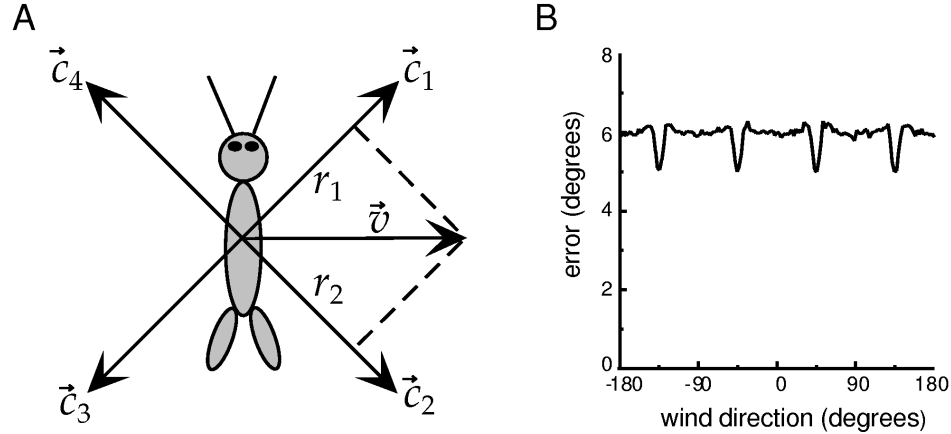 A
B
c⃗4
c⃗1
r1
v⃗
r2
c⃗3
c⃗2
error (degrees)
8
6
4
2
0
-180 -90 0 90 180
wind direction (degrees)